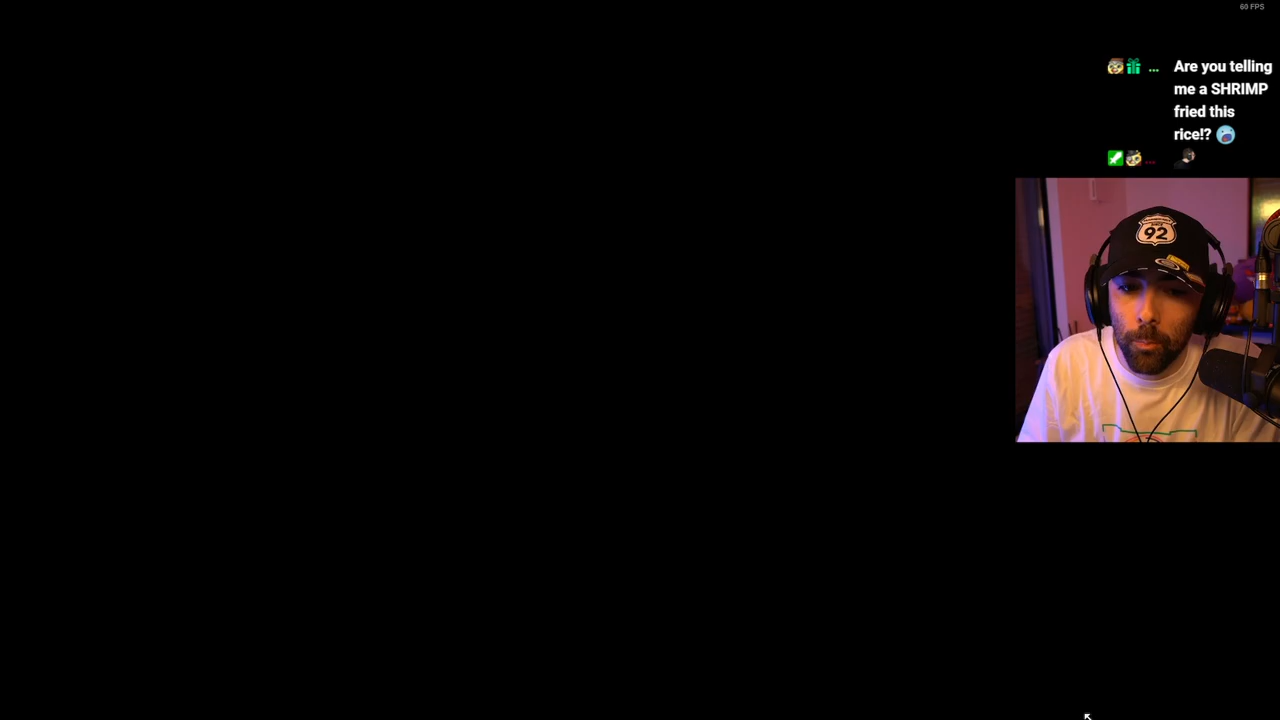 60 FPS
... Are you telling
me a SHRIMP
fried this
rice!?
...
92